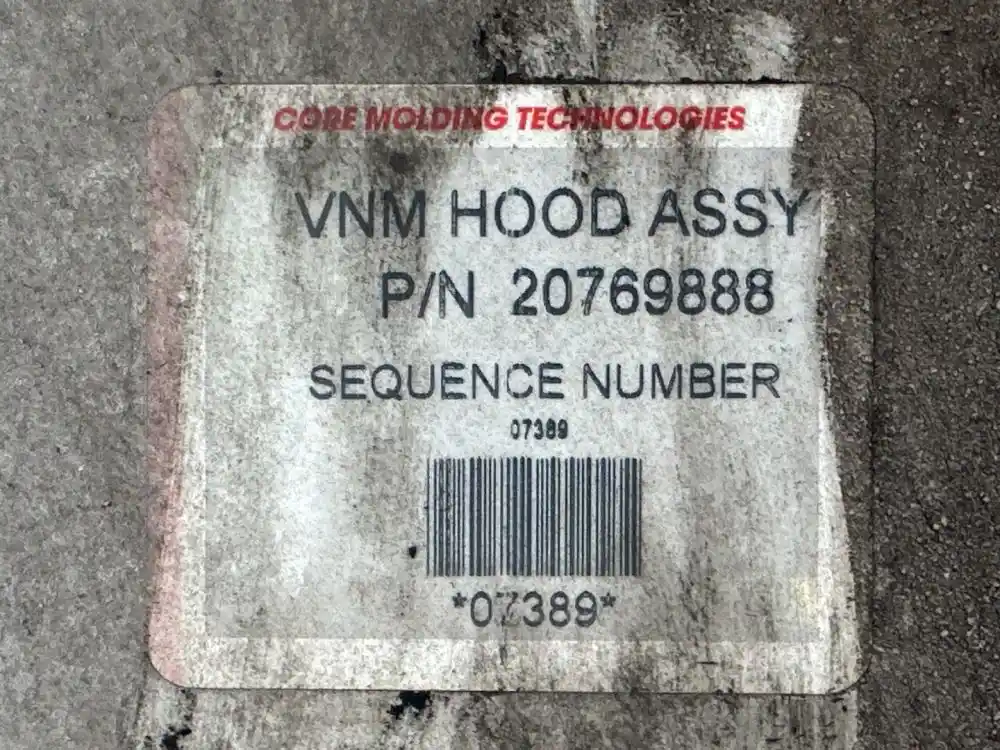 CORE MOLDING TECHNOLOGIES
VNM HOOD ASSY
P/N 20769888
SEQUENCE NUMBER
07389
*07389*